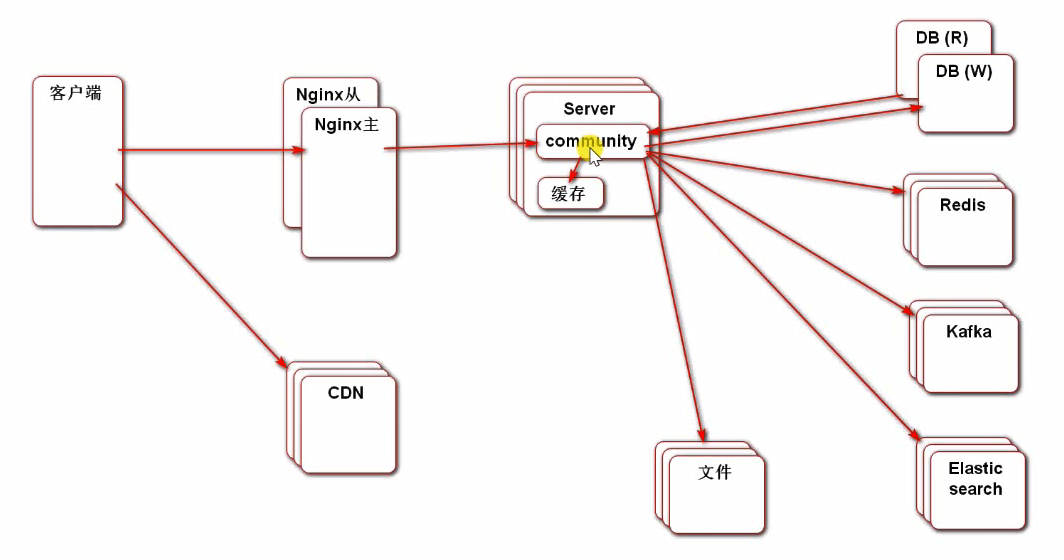 客户端
Nginx从
Nginx主
CDN
Server
community
缓存
文件
DB (R)
DB (W)
Redis
Kafka
Elastic
search